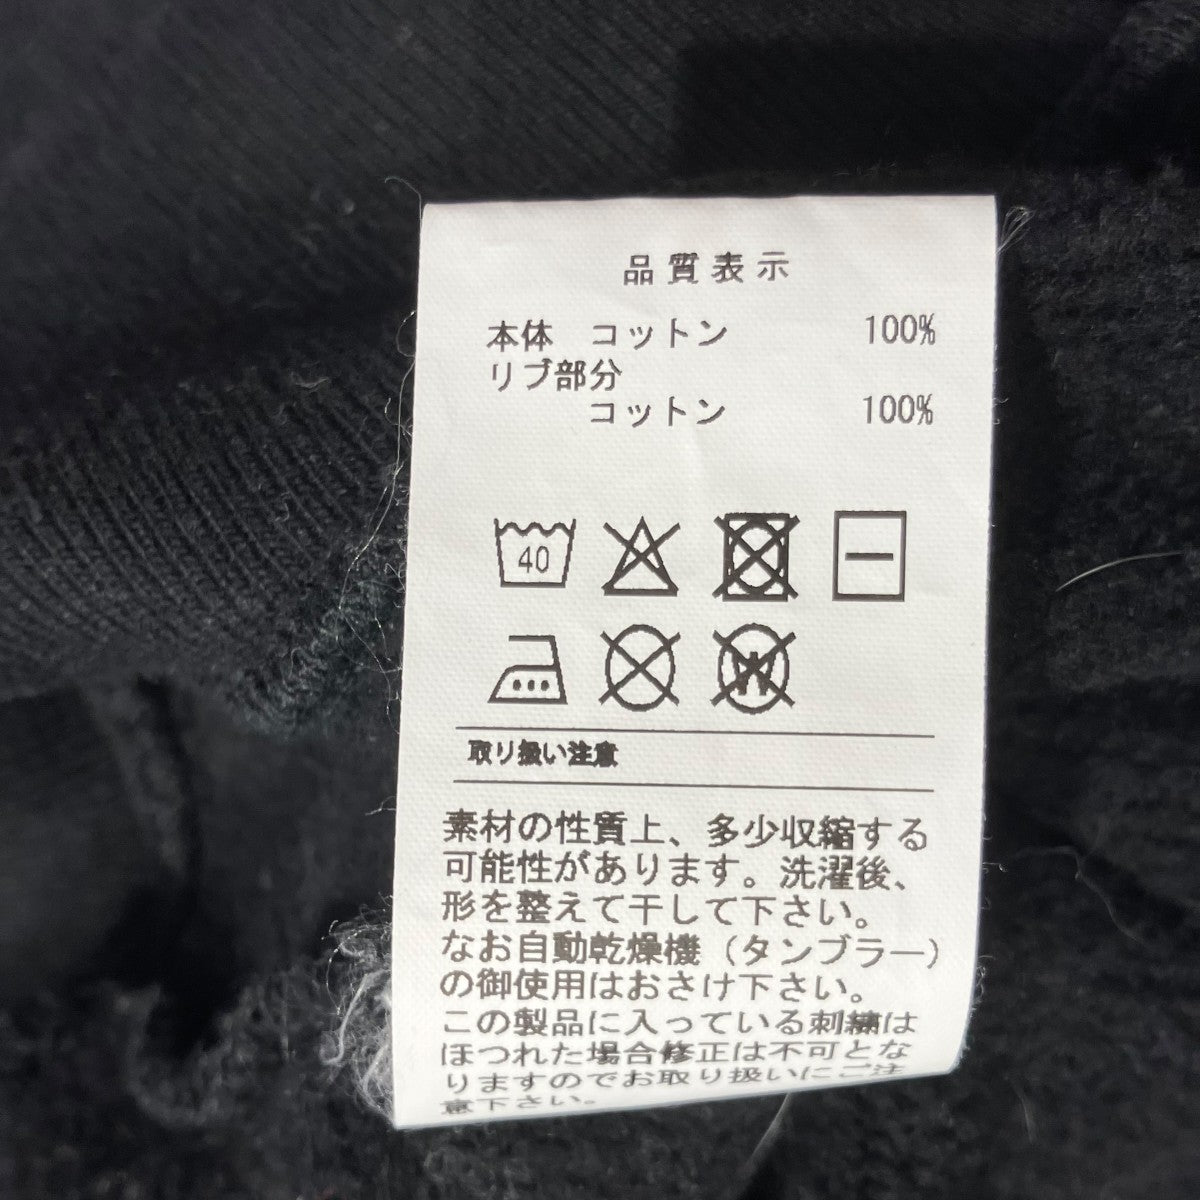 品質表示
本体 コットン 100%
リブ部分
コットン 100%
40
W
取り扱い注意
素材の性質上、多少収縮する
可能性があります。洗濯後、
形を整えて干して下さい。
なお自動乾燥機（タンブラー）
の御使用はおさけ下さい。
この製品に入っている刺繍は
ほつれた場合修正は不可とな
りますのでお取り扱いにご注
意下さい。